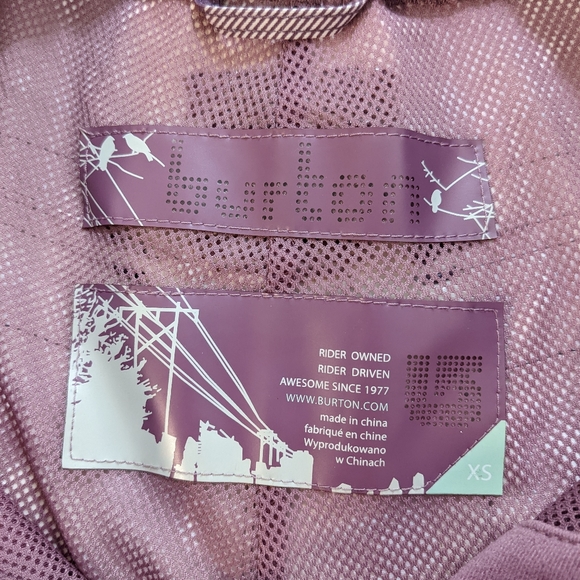 burton
RIDER OWNED
RIDER DRIVEN
AWESOME SINCE 1977
WWW.BURTON.COM
made in china
fabriqué en chine
Wyprodukowano
w Chinach
XS